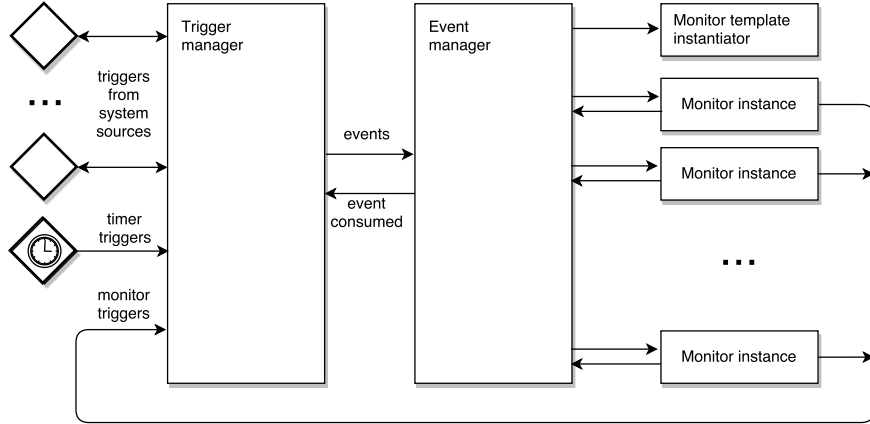 Trigger
manager
triggers
from
system
sources
timer
triggers
monitor
triggers
events
event
consumed
Event
manager
Monitor template
instantiator
Monitor instance
Monitor instance
Monitor instance